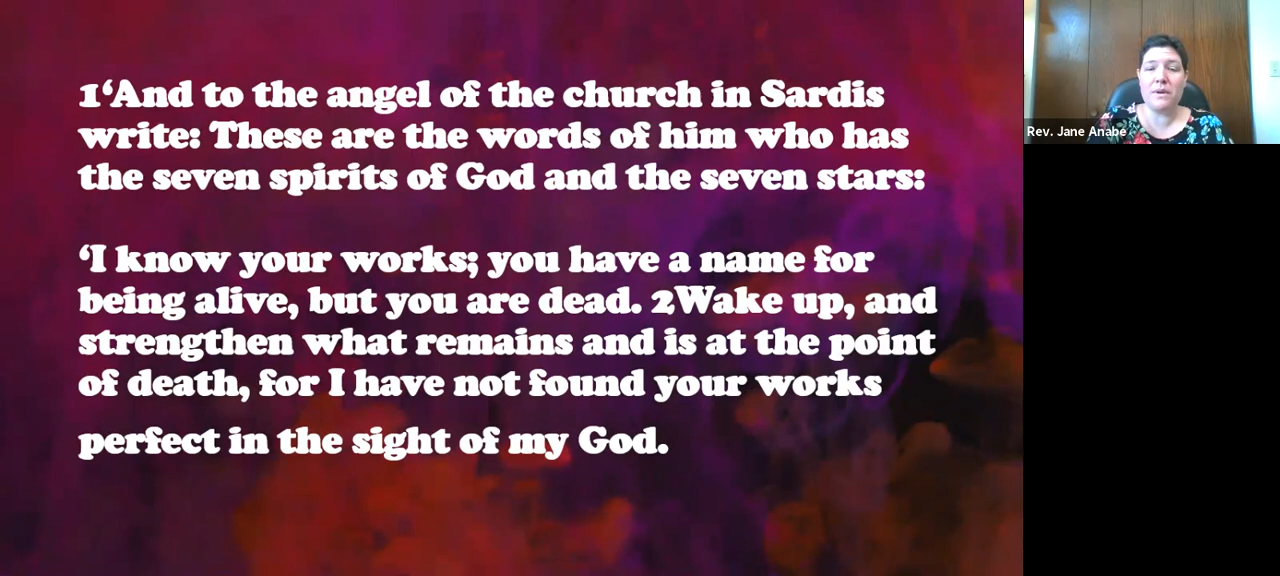 1‘And to the angel of the church in Sardis
write: These are the words of him who has
the seven spirits of God and the seven stars:
‘I know your works; you have a name for
being alive, but you are dead. 2Wake up, and
strengthen what remains and is at the point
of death, for I have not found your works
perfect in the sight of my God.
Rev. Jane Anabe